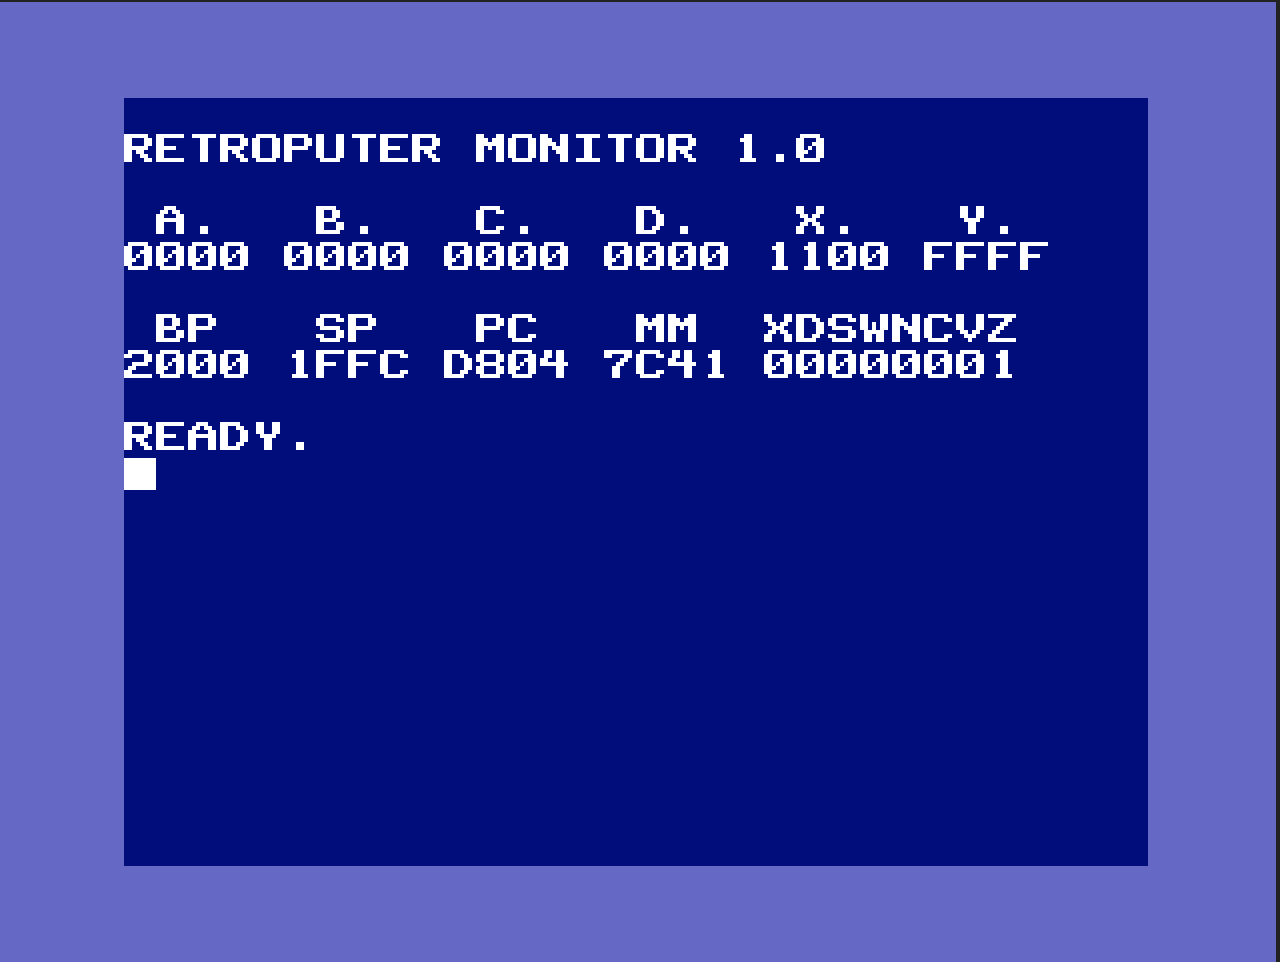 RETROPUTER MONITOR 1.0
A. B. C. D. X. Y.
0000 0000 0000 0000 1100 FFFF
BP SP PC MM XDSWNCVZ
2000 1FFC D804 7C41 00000001
READY.